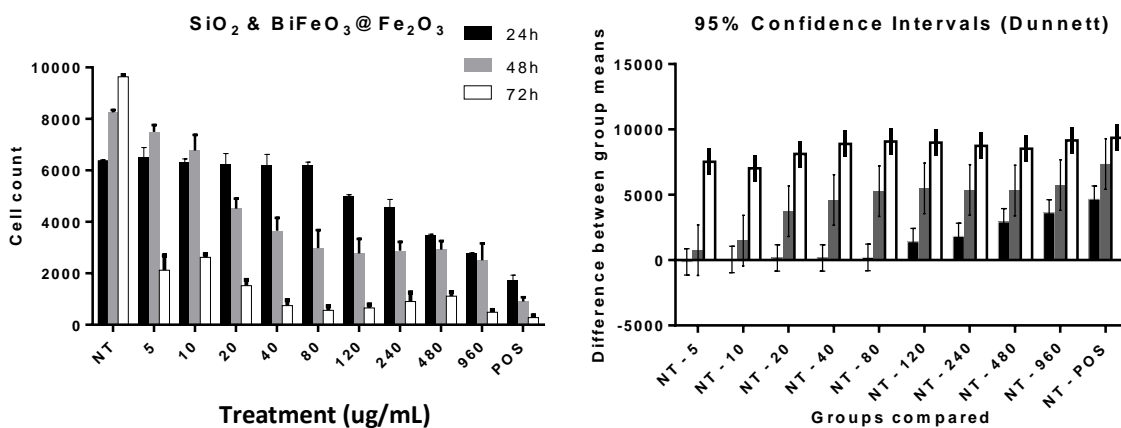 SiO2 & BiFeO3@Fe2O3
24h
48h
72h
10000
8000
6000
4000
2000
0
Cell count
NT
5
10
20
40
80
120
240
480
960
POS
Treatment (ug/mL)
95% Confidence Intervals (Dunnett)
15000
10000
5000
0
-5000
Difference between group means
NT - 5
NT - 10
NT - 20
NT - 40
NT - 80
NT - 120
NT - 240
NT - 480
NT - 960
NT - POS
Groups compared